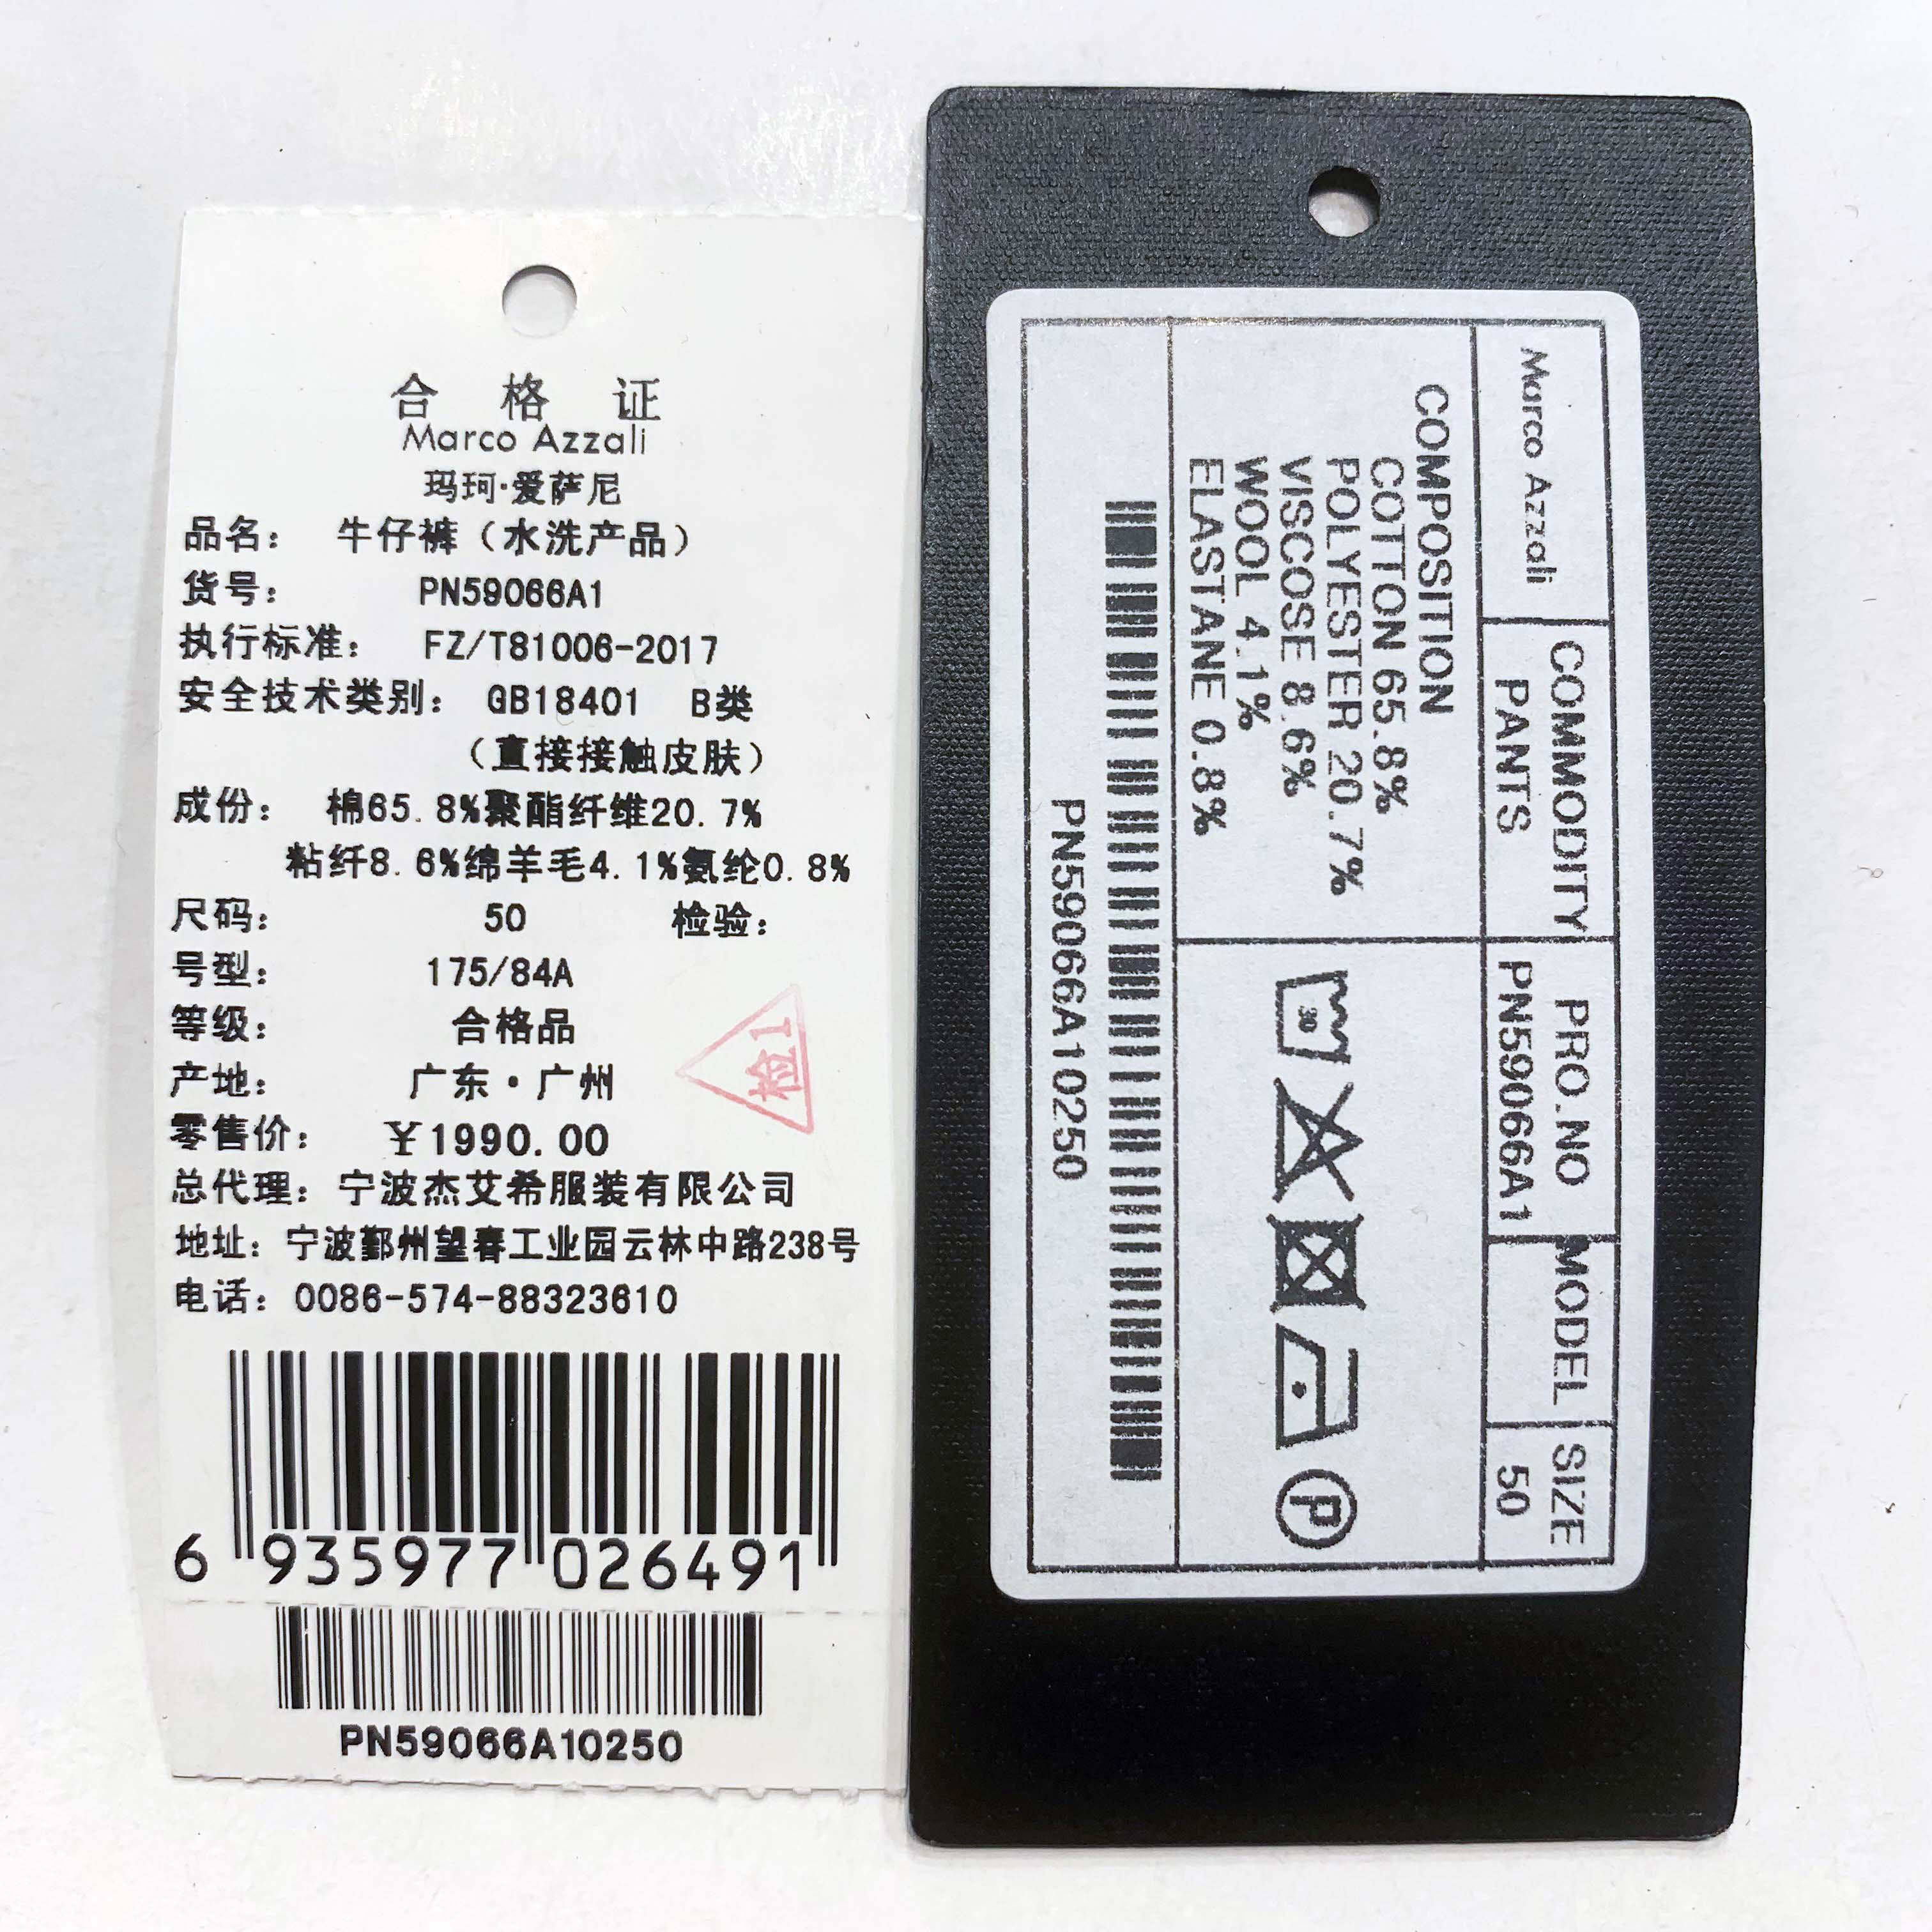 合 格 证
Marco Azzali
玛珂·爱萨尼
品名： 牛仔裤（水洗产品）
货号： PN59066A1
执行标准： FZ/T81006-2017
安全技术类别： GB18401 B类
（直接接触皮肤）
成份： 棉65.8%聚酯纤维20.7%
粘纤8.6%绵羊毛4.1%氨纶0.8%
尺码： 50 检验：
号型： 175/84A
等级： 合格品
检1
产地： 广东·广州
零售价： ￥1990.00
总代理：宁波杰艾希服装有限公司
地址：宁波鄞州望春工业园云林中路238号
电话：0086-574-88323610
6 935977 026491
PN59066A10250
Marco Azzali COMMODITY PRO.NO MODEL SIZE
PANTS PN59066A1 50
COMPOSITION
COTTON 65.8%
POLYESTER 20.7%
VISCOSE 8.6%
WOOL 4.1%
ELASTANE 0.8%
30
P
PN59066A10250